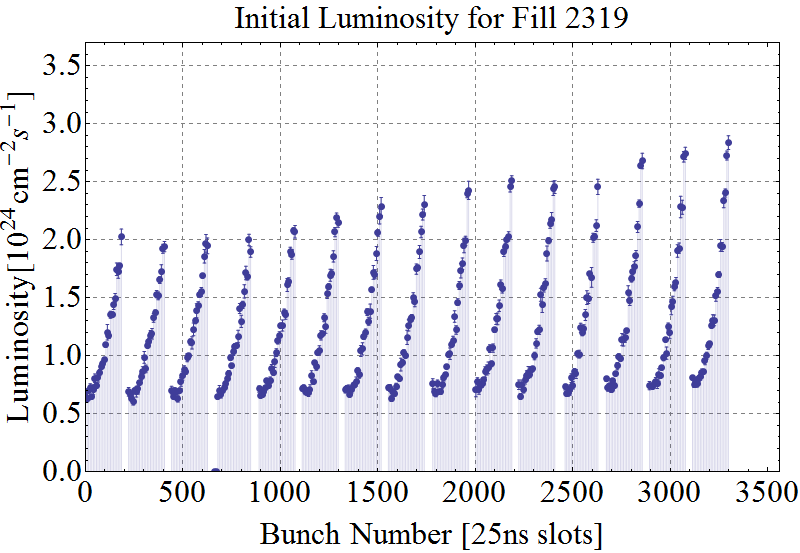 Initial Luminosity for Fill 2319
Luminosity[10²⁴cm⁻²s⁻¹]
3.5
3.0
2.5
2.0
1.5
1.0
0.5
0.0
0 500 1000 1500 2000 2500 3000 3500
Bunch Number [25ns slots]